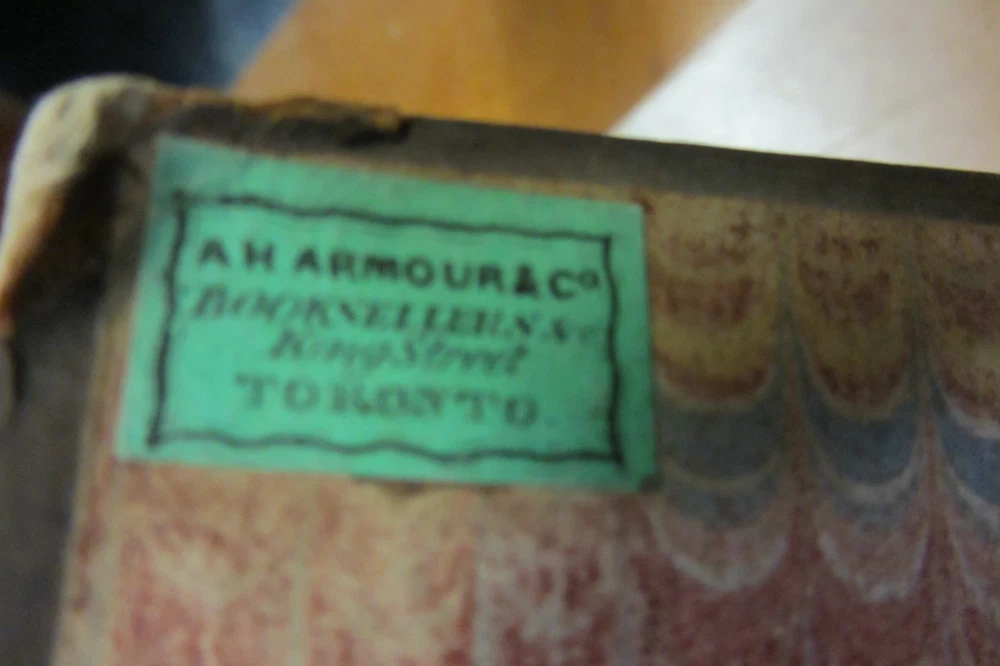 A H ARMOUR & Co
BOOKSELLERS &c
King Street
TORONTO